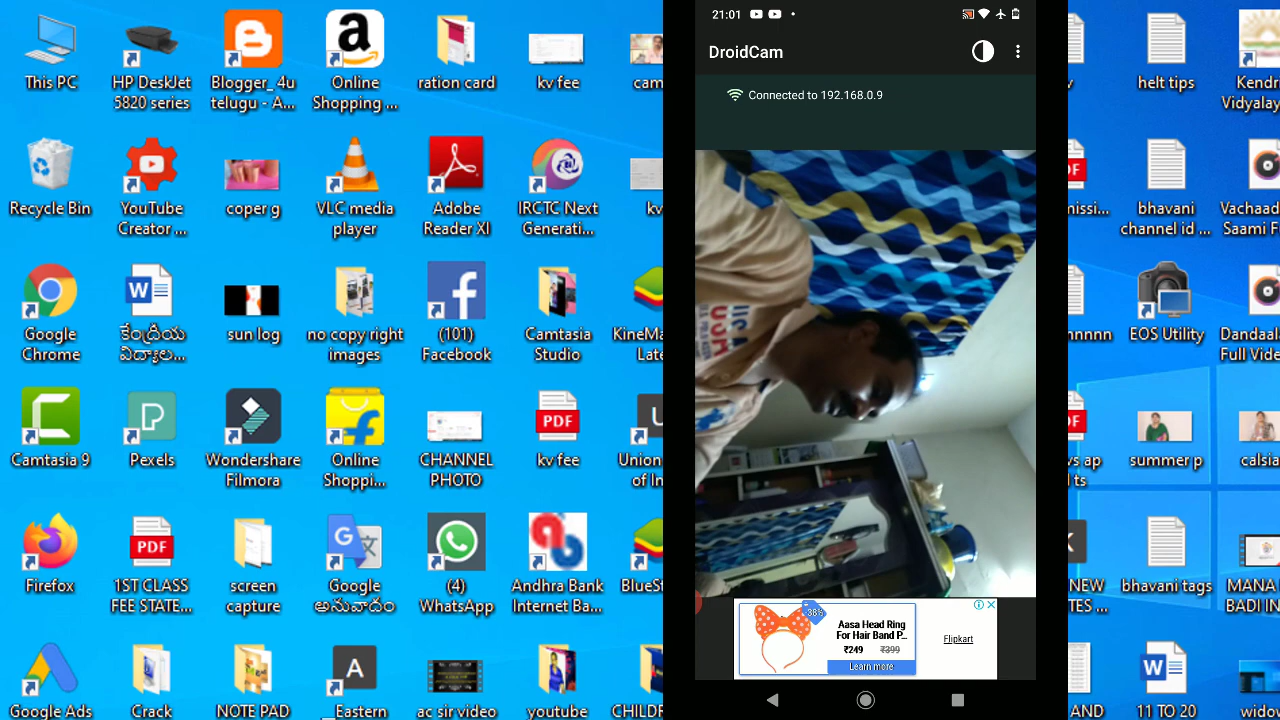 This PC
HP DeskJet
5820 series
Blogger_ 4u
telugu - A...
Online
Shopping ...
ration card
kv fee
cam
Recycle Bin
YouTube
Creator ...
coper g
VLC media
player
Adobe
Reader XI
IRCTC Next
Generati...
kv
Google
Chrome
కేంద్రీయ
విద్యాల...
sun log
no copy right
images
(101)
Facebook
Camtasia
Studio
KineMa
Late
Camtasia 9
Pexels
Wondershare
Filmora
Online
Shoppi...
CHANNEL
PHOTO
PDF
kv fee
Union
of In
Firefox
PDF
1ST CLASS
FEE STATE...
screen
capture
Google
అనువాదం
(4)
WhatsApp
Andhra Bank
Internet Ba...
BlueSt
Google Ads
Crack
NOTE PAD
ac sir video
youtube
CHILDR
21:01
DroidCam
Connected to 192.168.0.9
38%
Aasa Head Ring
For Hair Band P...
₹249 ₹399
Learn more
Flipkart
helt tips
Kendr
Vidyalay
missi...
bhavani
channel id ...
Vachaad
Saami F
nnnnn
EOS Utility
Dandaal
Full Vide
vs ap
ts
summer p
calsia
NEW
TES ...
bhavani tags
MANA
BADI IN
AND
11 TO 20
widov